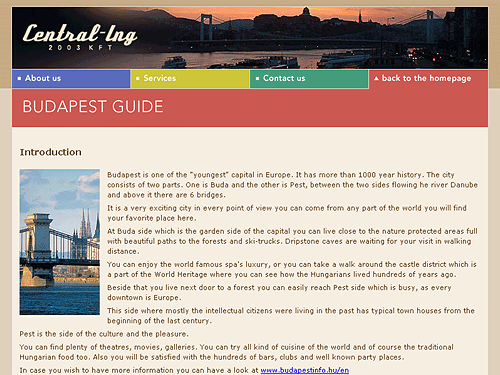 Central-Ing
2003 KFT
About us
Services
Contact us
back to the homepage
BUDAPEST GUIDE
Introduction
Budapest is one of the "youngest" capital in Europe. It has more than 1000 year history. The city
consists of two parts. One is Buda and the other is Pest, between the two sides flowing he river Danube
and above it there are 6 bridges.
It is a very exciting city in every point of view you can come from any part of the world you will find
your favorite place here.
At Buda side which is the garden side of the capital you can live close to the nature protected areas full
with beautiful paths to the forests and ski-trucks. Dripstone caves are waiting for your visit in walking
distance.
You can enjoy the world famous spa's luxury, or you can take a walk around the castle district which is
a part of the World Heritage where you can see how the Hungarians lived hundreds of years ago.
Beside that you live next door to a forest you can easily reach Pest side which is busy, as every
downtown is Europe.
This side where mostly the intellectual citizens were living in the past has typical town houses from the
beginning of the last century.
Pest is the side of the culture and the pleasure.
You can find plenty of theatres, movies, galleries. You can try all kind of cuisine of the world and of course the traditional
Hungarian food too. Also you will be satisfied with the hundreds of bars, clubs and well known party places.
In case you wish to have more information you can have a look at www.budapestinfo.hu/en